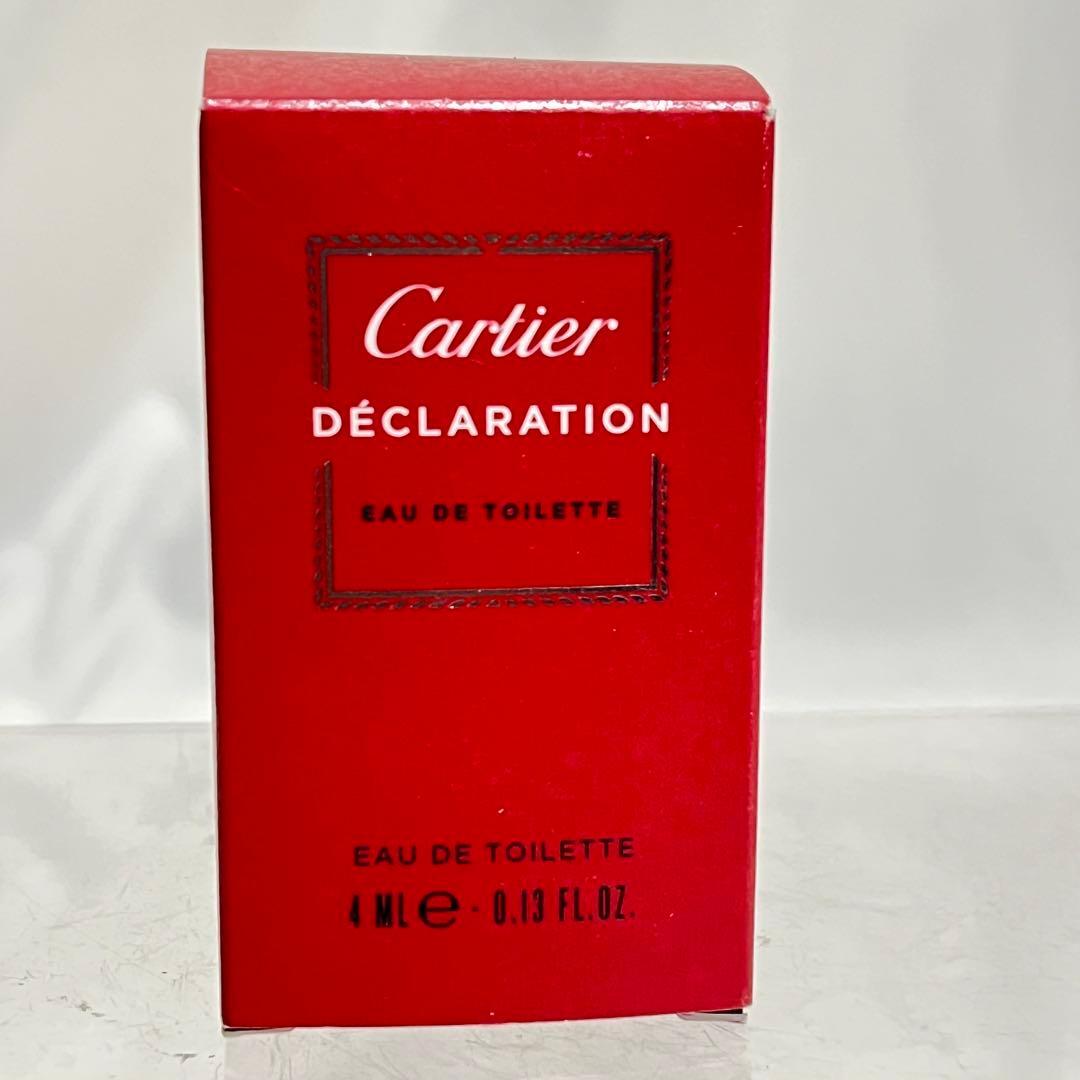 Cartier
DÉCLARATION
EAU DE TOILETTE
EAU DE TOILETTE
4 ML ℮ · 0.13 FL.OZ.